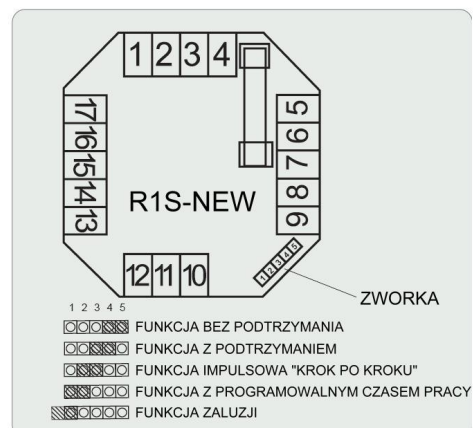 1 2 3 4
17 16 15 14 13
5 6 7 8 9
R1S-NEW
12 11 10
1 2 3 4 5
ZWORKA
1 2 3 4 5
FUNKCJA BEZ PODTRZYMANIA
FUNKCJA Z PODTRZYMANIEM
FUNKCJA IMPULSOWA "KROK PO KROKU"
FUNKCJA Z PROGRAMOWALNYM CZASEM PRACY
FUNKCJA ZALUZJI